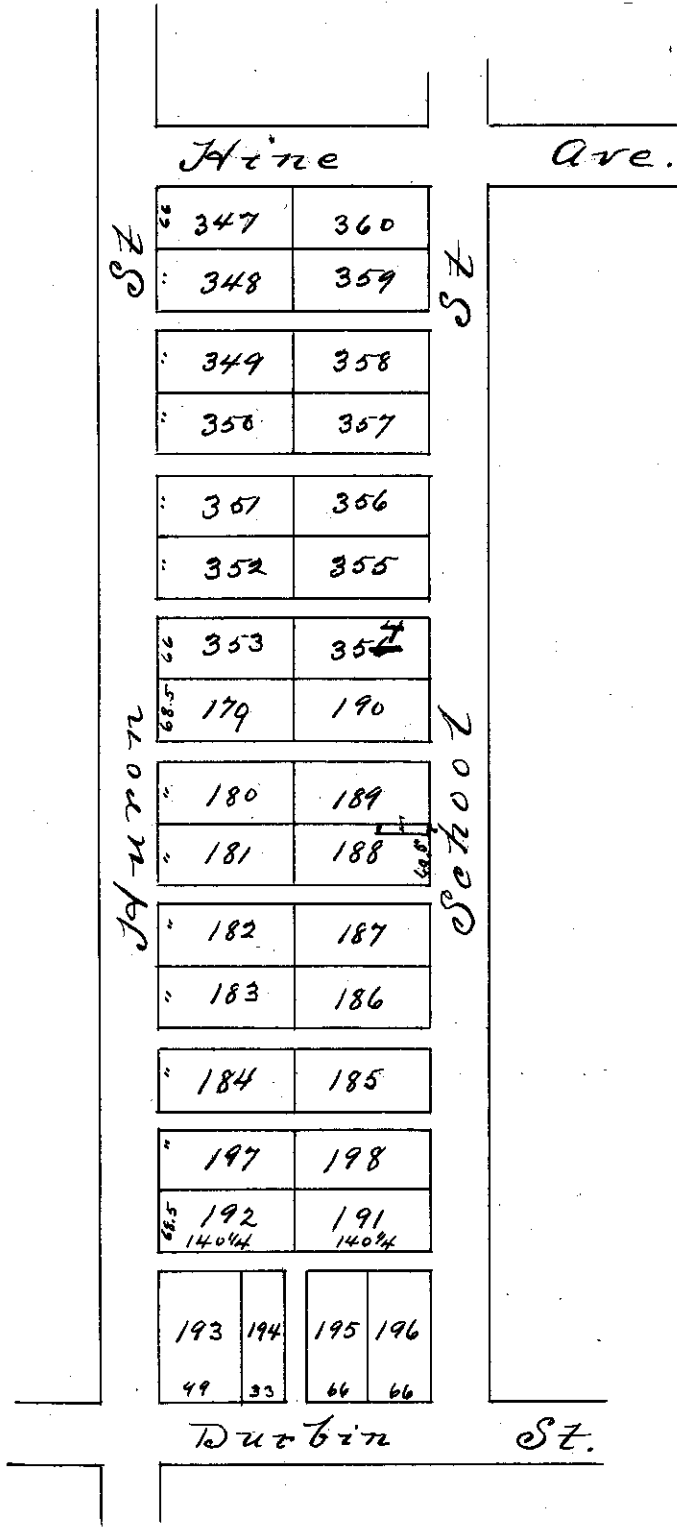 Hine Ave.
66 347 360
" 348 359
St
St
" 349 358
" 350 357
" 351 356
" 352 355
66 353 354
68.5 179 190
Huron
School
" 180 189
" 181 188
" 182 187
" 183 186
" 184 185
" 197 198
68.5 192 191
140¼ 140¼
193 194 195 196
49 33 66 66
Durbin St.